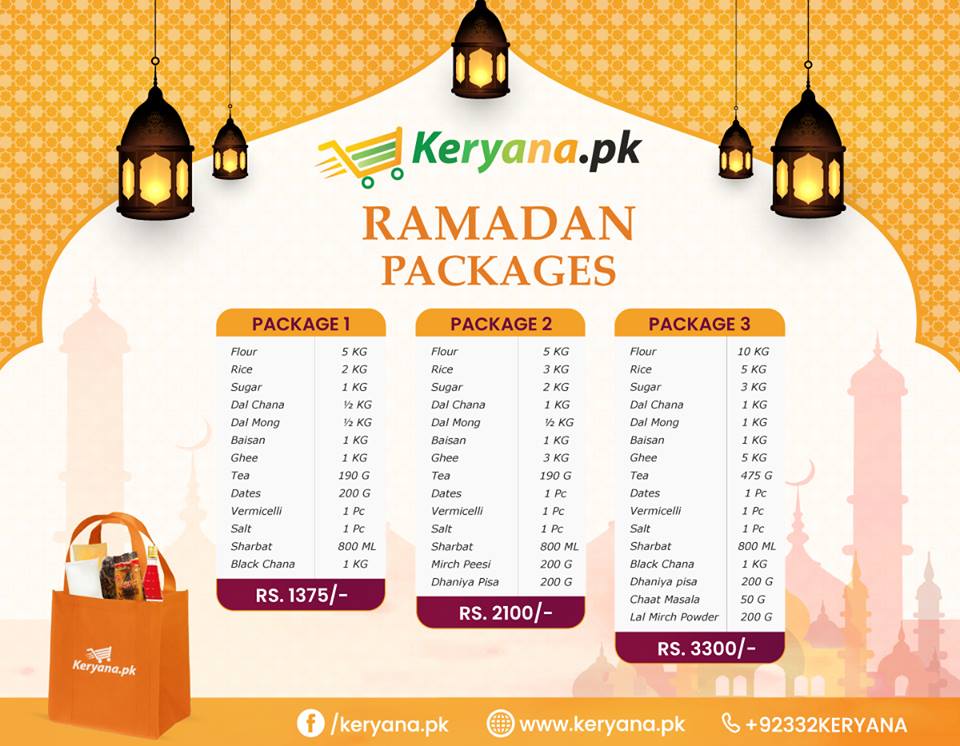 Keryana.pk
RAMADAN
PACKAGES
PACKAGE 1
Flour 5 KG
Rice 2 KG
Sugar 1 KG
Dal Chana ½ KG
Dal Mong ½ KG
Baisan 1 KG
Ghee 1 KG
Tea 190 G
Dates 200 G
Vermicelli 1 Pc
Salt 1 Pc
Sharbat 800 ML
Black Chana 1 KG
RS. 1375/-
PACKAGE 2
Flour 5 KG
Rice 3 KG
Sugar 2 KG
Dal Chana 1 KG
Dal Mong ½ KG
Baisan 1 KG
Ghee 3 KG
Tea 190 G
Dates 1 Pc
Vermicelli 1 Pc
Salt 1 Pc
Sharbat 800 ML
Mirch Peesi 200 G
Dhaniya Pisa 200 G
RS. 2100/-
PACKAGE 3
Flour 10 KG
Rice 5 KG
Sugar 3 KG
Dal Chana 1 KG
Dal Mong 1 KG
Baisan 1 KG
Ghee 5 KG
Tea 475 G
Dates 1 Pc
Vermicelli 1 Pc
Salt 1 Pc
Sharbat 800 ML
Black Chana 1 KG
Dhaniya pisa 200 G
Chaat Masala 50 G
Lal Mirch Powder 200 G
RS. 3300/-
Keryana.pk
/keryana.pk www.keryana.pk +92332KERYANA